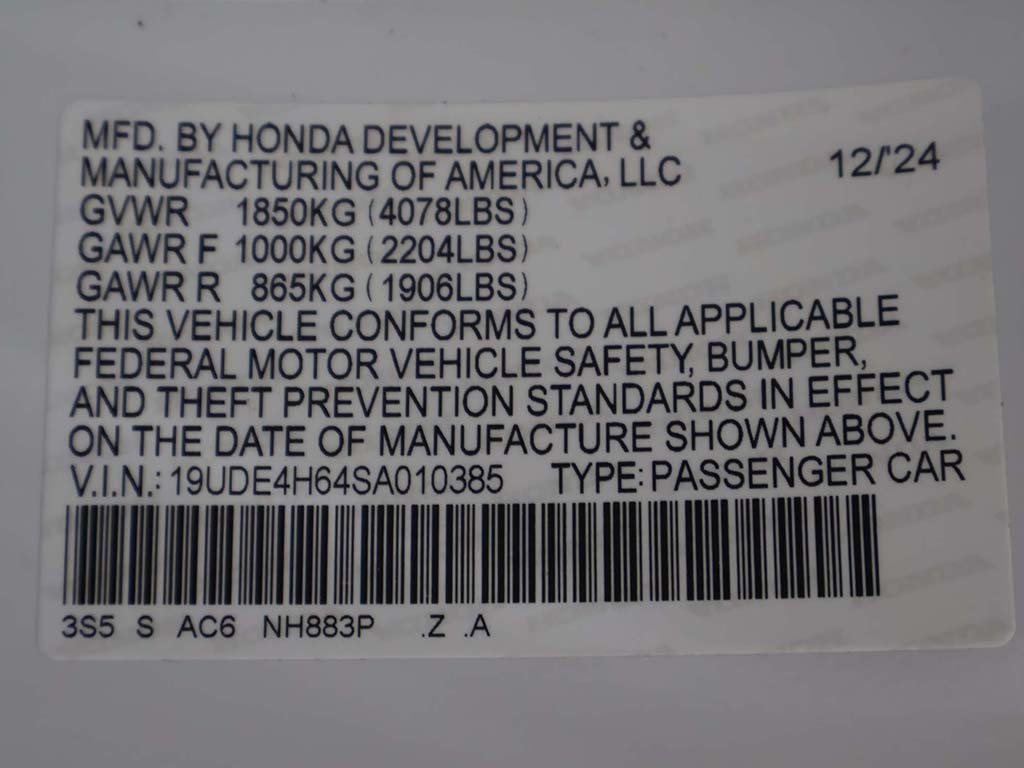 MFD. BY HONDA DEVELOPMENT &
MANUFACTURING OF AMERICA, LLC 12/'24
GVWR 1850KG (4078LBS)
GAWR F 1000KG (2204LBS)
GAWR R 865KG (1906LBS)
THIS VEHICLE CONFORMS TO ALL APPLICABLE
FEDERAL MOTOR VEHICLE SAFETY, BUMPER,
AND THEFT PREVENTION STANDARDS IN EFFECT
ON THE DATE OF MANUFACTURE SHOWN ABOVE.
V.I.N.: 19UDE4H64SA010385 TYPE: PASSENGER CAR
3S5 S AC6 NH883P .Z .A